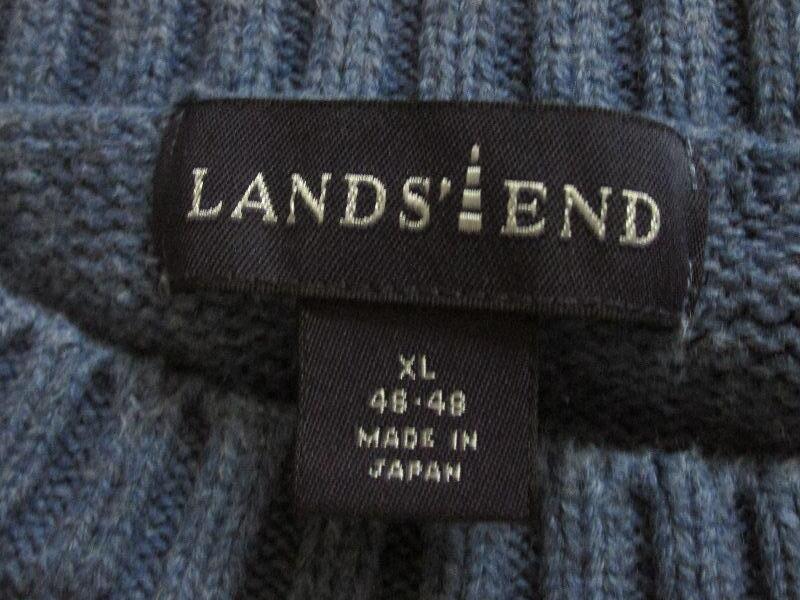 LANDS' END
XL
46-48
MADE IN
JAPAN